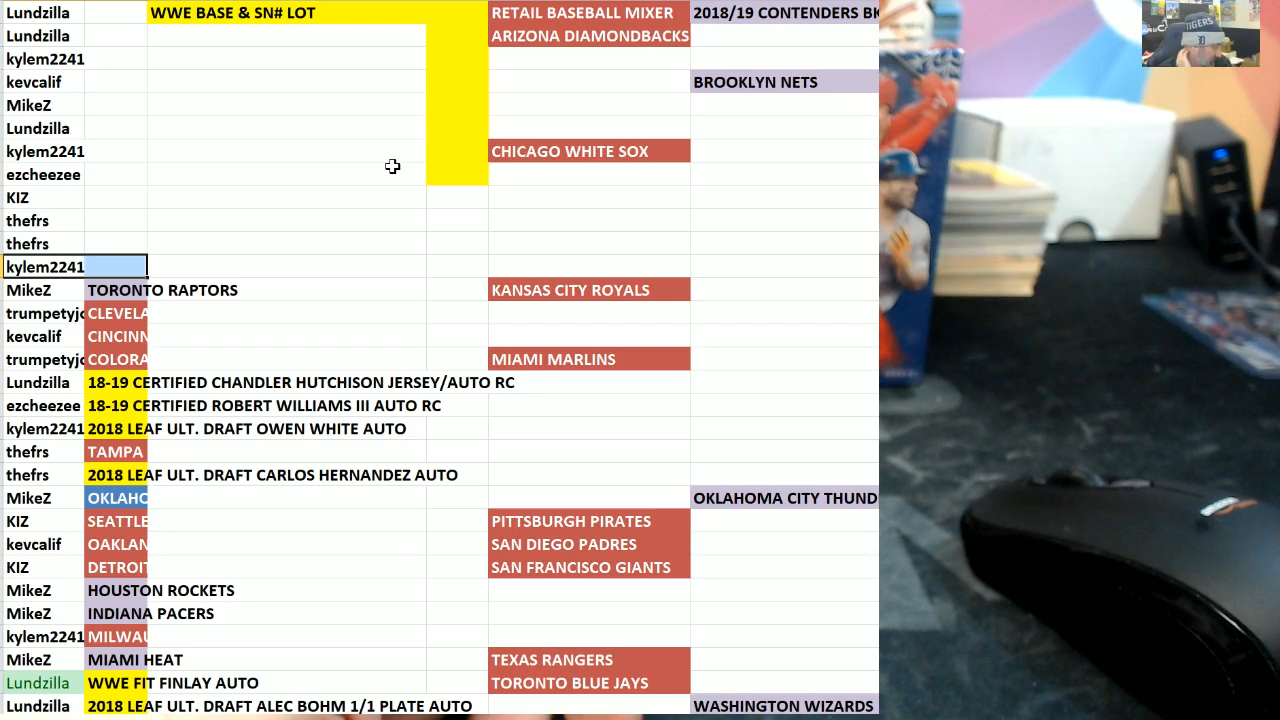 Lundzilla WWE BASE & SN# LOT RETAIL BASEBALL MIXER 2018/19 CONTENDERS BK
Lundzilla ARIZONA DIAMONDBACKS
kylem2241
kevcalif BROOKLYN NETS
MikeZ
Lundzilla
kylem2241 CHICAGO WHITE SOX
ezcheezee
KIZ
thefrs
thefrs
kylem2241
MikeZ TORONTO RAPTORS KANSAS CITY ROYALS
trumpetyjo CLEVELA
kevcalif CINCINN
trumpetyjo COLORA MIAMI MARLINS
Lundzilla 18-19 CERTIFIED CHANDLER HUTCHISON JERSEY/AUTO RC
ezcheezee 18-19 CERTIFIED ROBERT WILLIAMS III AUTO RC
kylem2241 2018 LEAF ULT. DRAFT OWEN WHITE AUTO
thefrs TAMPA
thefrs 2018 LEAF ULT. DRAFT CARLOS HERNANDEZ AUTO
MikeZ OKLAHO OKLAHOMA CITY THUND
KIZ SEATTLE PITTSBURGH PIRATES
kevcalif OAKLAN SAN DIEGO PADRES
KIZ DETROIT SAN FRANCISCO GIANTS
MikeZ HOUSTON ROCKETS
MikeZ INDIANA PACERS
kylem2241 MILWAU
MikeZ MIAMI HEAT TEXAS RANGERS
Lundzilla WWE FIT FINLAY AUTO TORONTO BLUE JAYS
Lundzilla 2018 LEAF ULT. DRAFT ALEC BOHM 1/1 PLATE AUTO WASHINGTON WIZARDS
TIGERS